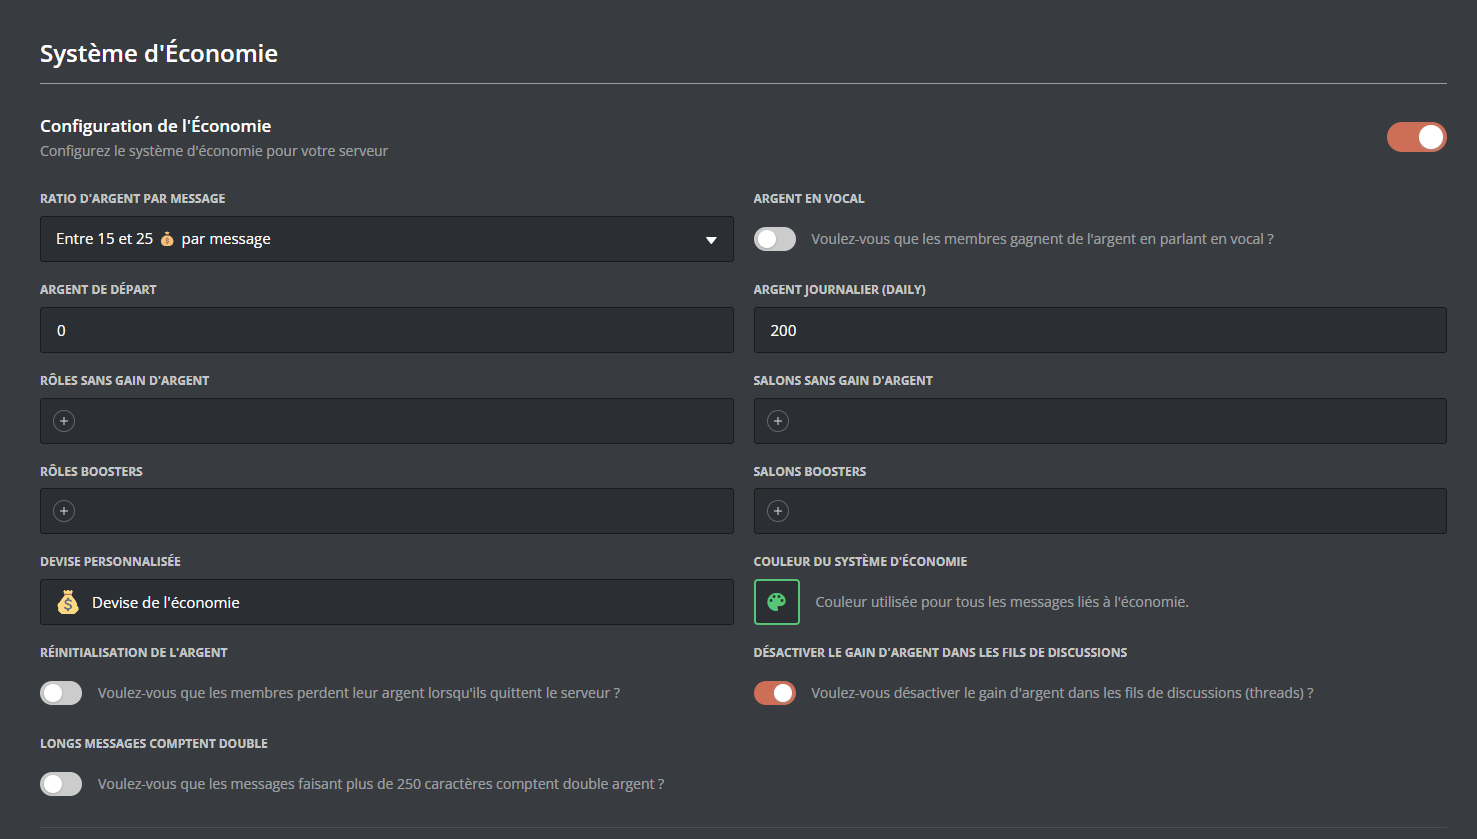 Système d'Économie
Configuration de l'Économie
Configurez le système d'économie pour votre serveur
RATIO D'ARGENT PAR MESSAGE
Entre 15 et 25 💰 par message
ARGENT EN VOCAL
Voulez-vous que les membres gagnent de l'argent en parlant en vocal ?
ARGENT DE DÉPART
0
ARGENT JOURNALIER (DAILY)
200
RÔLES SANS GAIN D'ARGENT
SALONS SANS GAIN D'ARGENT
RÔLES BOOSTERS
SALONS BOOSTERS
DEVISE PERSONNALISÉE
Devise de l'économie
COULEUR DU SYSTÈME D'ÉCONOMIE
Couleur utilisée pour tous les messages liés à l'économie.
RÉINITIALISATION DE L'ARGENT
Voulez-vous que les membres perdent leur argent lorsqu'ils quittent le serveur ?
DÉSACTIVER LE GAIN D'ARGENT DANS LES FILS DE DISCUSSIONS
Voulez-vous désactiver le gain d'argent dans les fils de discussions (threads) ?
LONGS MESSAGES COMPTENT DOUBLE
Voulez-vous que les messages faisant plus de 250 caractères comptent double argent ?